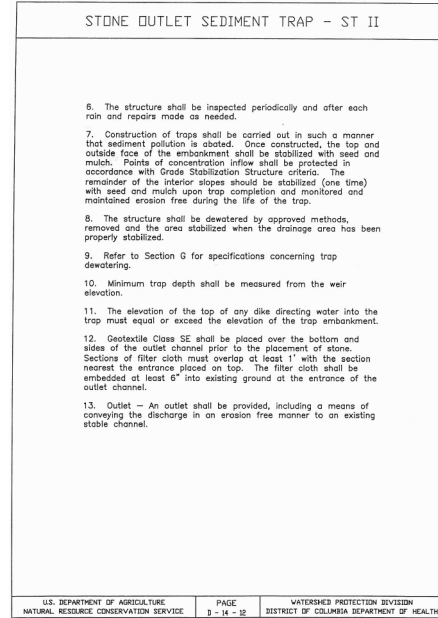 STONE OUTLET SEDIMENT TRAP - ST II
6. The structure shall be inspected periodically and after each
rain and repairs made as needed.
7. Construction of traps shall be carried out in such a manner
that sediment pollution is abated. Once constructed, the top and
outside face of the embankment shall be stabilized with seed and
mulch. Points of concentration inflow shall be protected in
accordance with Grade Stabilization Structure criteria. The
remainder of the interior slopes should be stabilized (one time)
with seed and mulch upon trap completion and monitored and
maintained erosion free during the life of the trap.
8. The structure shall be dewatered by approved methods,
removed and the area stabilized when the drainage area has been
properly stabilized.
9. Refer to Section G for specifications concerning trap
dewatering.
10. Minimum trap depth shall be measured from the weir
elevation.
11. The elevation of the top of any dike directing water into the
trap must equal or exceed the elevation of the trap embankment.
12. Geotextile Class SE shall be placed over the bottom and
sides of the outlet channel prior to the placement of stone.
Sections of filter cloth must overlap at least 1' with the section
nearest the entrance placed on top. The filter cloth shall be
embedded at least 6" into existing ground at the entrance of the
outlet channel.
13. Outlet – An outlet shall be provided, including a means of
conveying the discharge in an erosion free manner to an existing
stable channel.
U.S. DEPARTMENT OF AGRICULTURE
NATURAL RESOURCE CONSERVATION SERVICE
PAGE
D - 14 - 12
WATERSHED PROTECTION DIVISION
DISTRICT OF COLUMBIA DEPARTMENT OF HEALTH